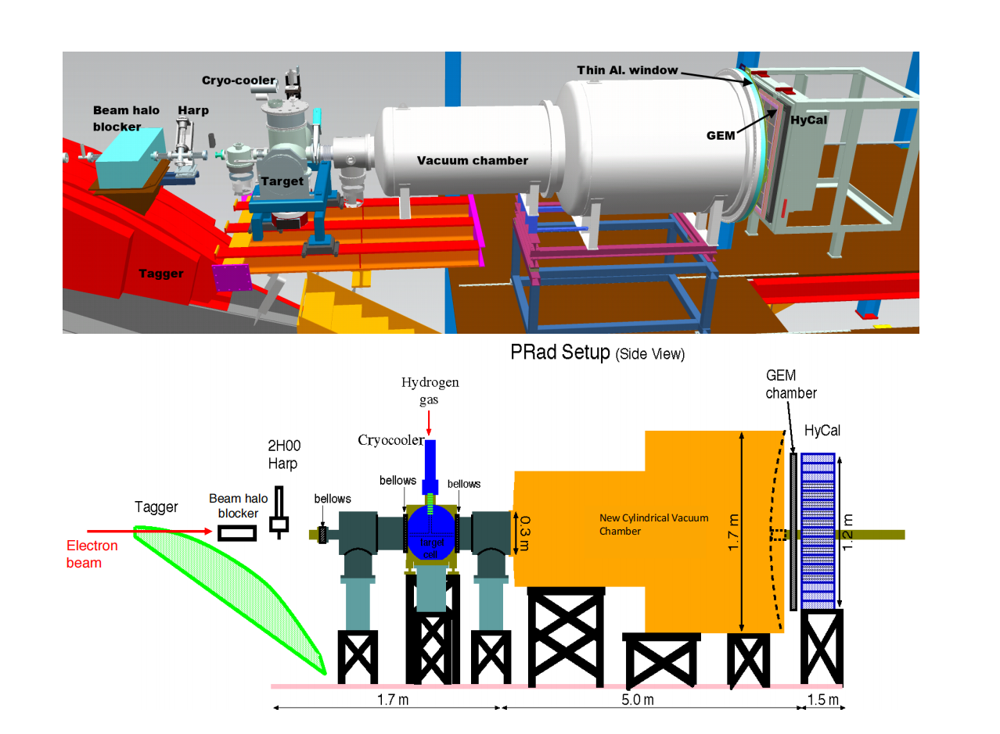 Thin Al. window
Cryo-cooler
Beam halo
blocker
Harp
HyCal
GEM
Vacuum chamber
Target
Tagger
PRad Setup (Side View)
GEM
chamber
Hydrogen
gas
HyCal
Cryocooler
2H00
Harp
bellows
bellows
bellows
Beam halo
blocker
Tagger
New Cylindrical Vacuum
Chamber
0.3 m
1.7 m
1.2 m
target
cell
Electron
beam
1.7 m
5.0 m
1.5 m